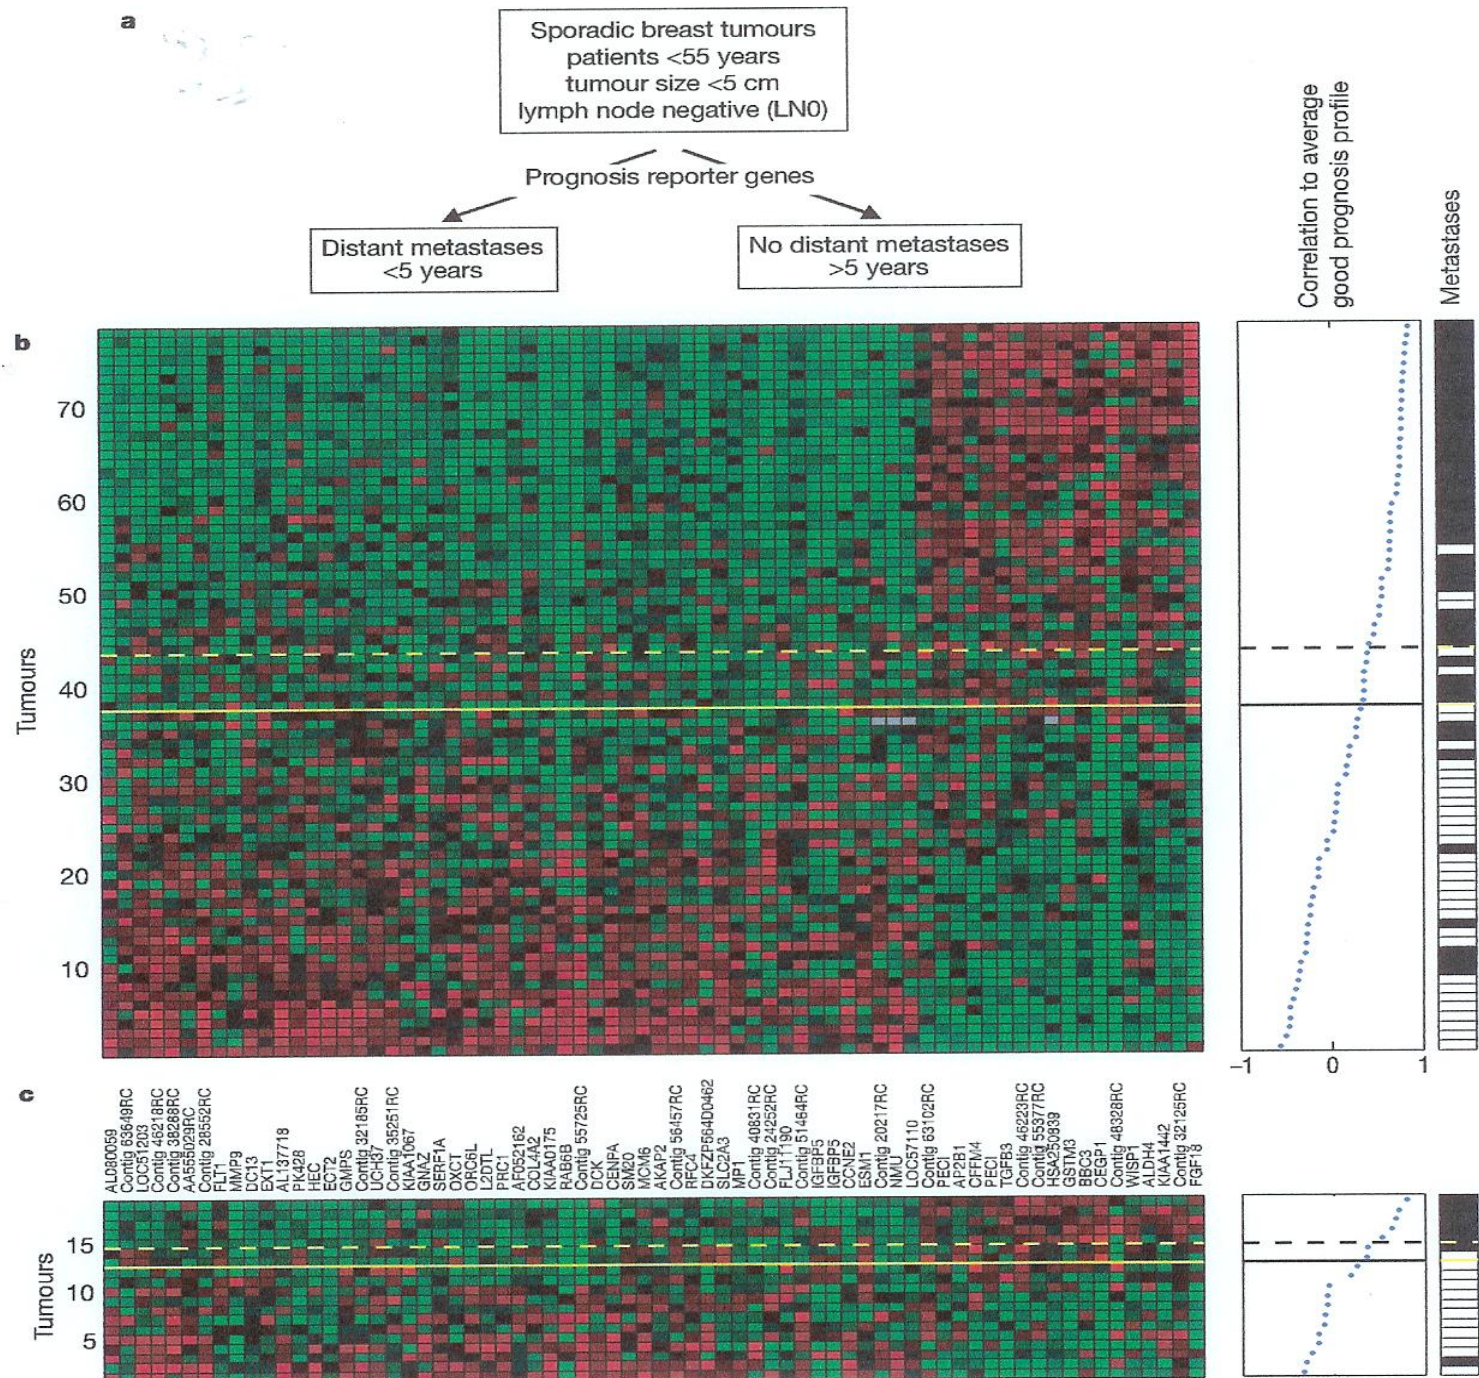 a
Sporadic breast tumours
patients <55 years
tumour size <5 cm
lymph node negative (LN0)
Prognosis reporter genes
Distant metastases
<5 years
No distant metastases
>5 years
Correlation to average
good prognosis profile
Metastases
b
Tumours
70
60
50
40
30
20
10
–1
0
1
c
AL080059
Contig 63649RC
LOC51203
Contig 46218RC
Contig 38288RC
AA555029RC
Contig 28552RC
FLT1
MMP9
DC13
EXT1
AL137718
PK428
HEC
ECT2
GMPS
Contig 32185RC
UCH37
Contig 35251RC
KIAA1067
GNAZ
SERF1A
OXCT
ORC6L
L2DTL
PRC1
AF052162
COL4A2
KIAA0175
RAB6B
Contig 55725RC
DCK
CENPA
SM20
MCM6
AKAP2
Contig 56457RC
RFC4
DKFZP564D0462
SLC2A3
MP1
Contig 40831RC
Contig 24252RC
FLJ11190
Contig 51464RC
IGFBP5
IGFBP5
CCNE2
ESM1
Contig 20217RC
NMU
LOC57110
Contig 63102RC
PECI
AP2B1
CFFM4
PECI
TGFB3
Contig 46223RC
Contig 55377RC
HSA250839
GSTM3
BBC3
CEGP1
Contig 48328RC
WISP1
ALDH4
KIAA1442
Contig 32125RC
FGF18
Tumours
15
10
5